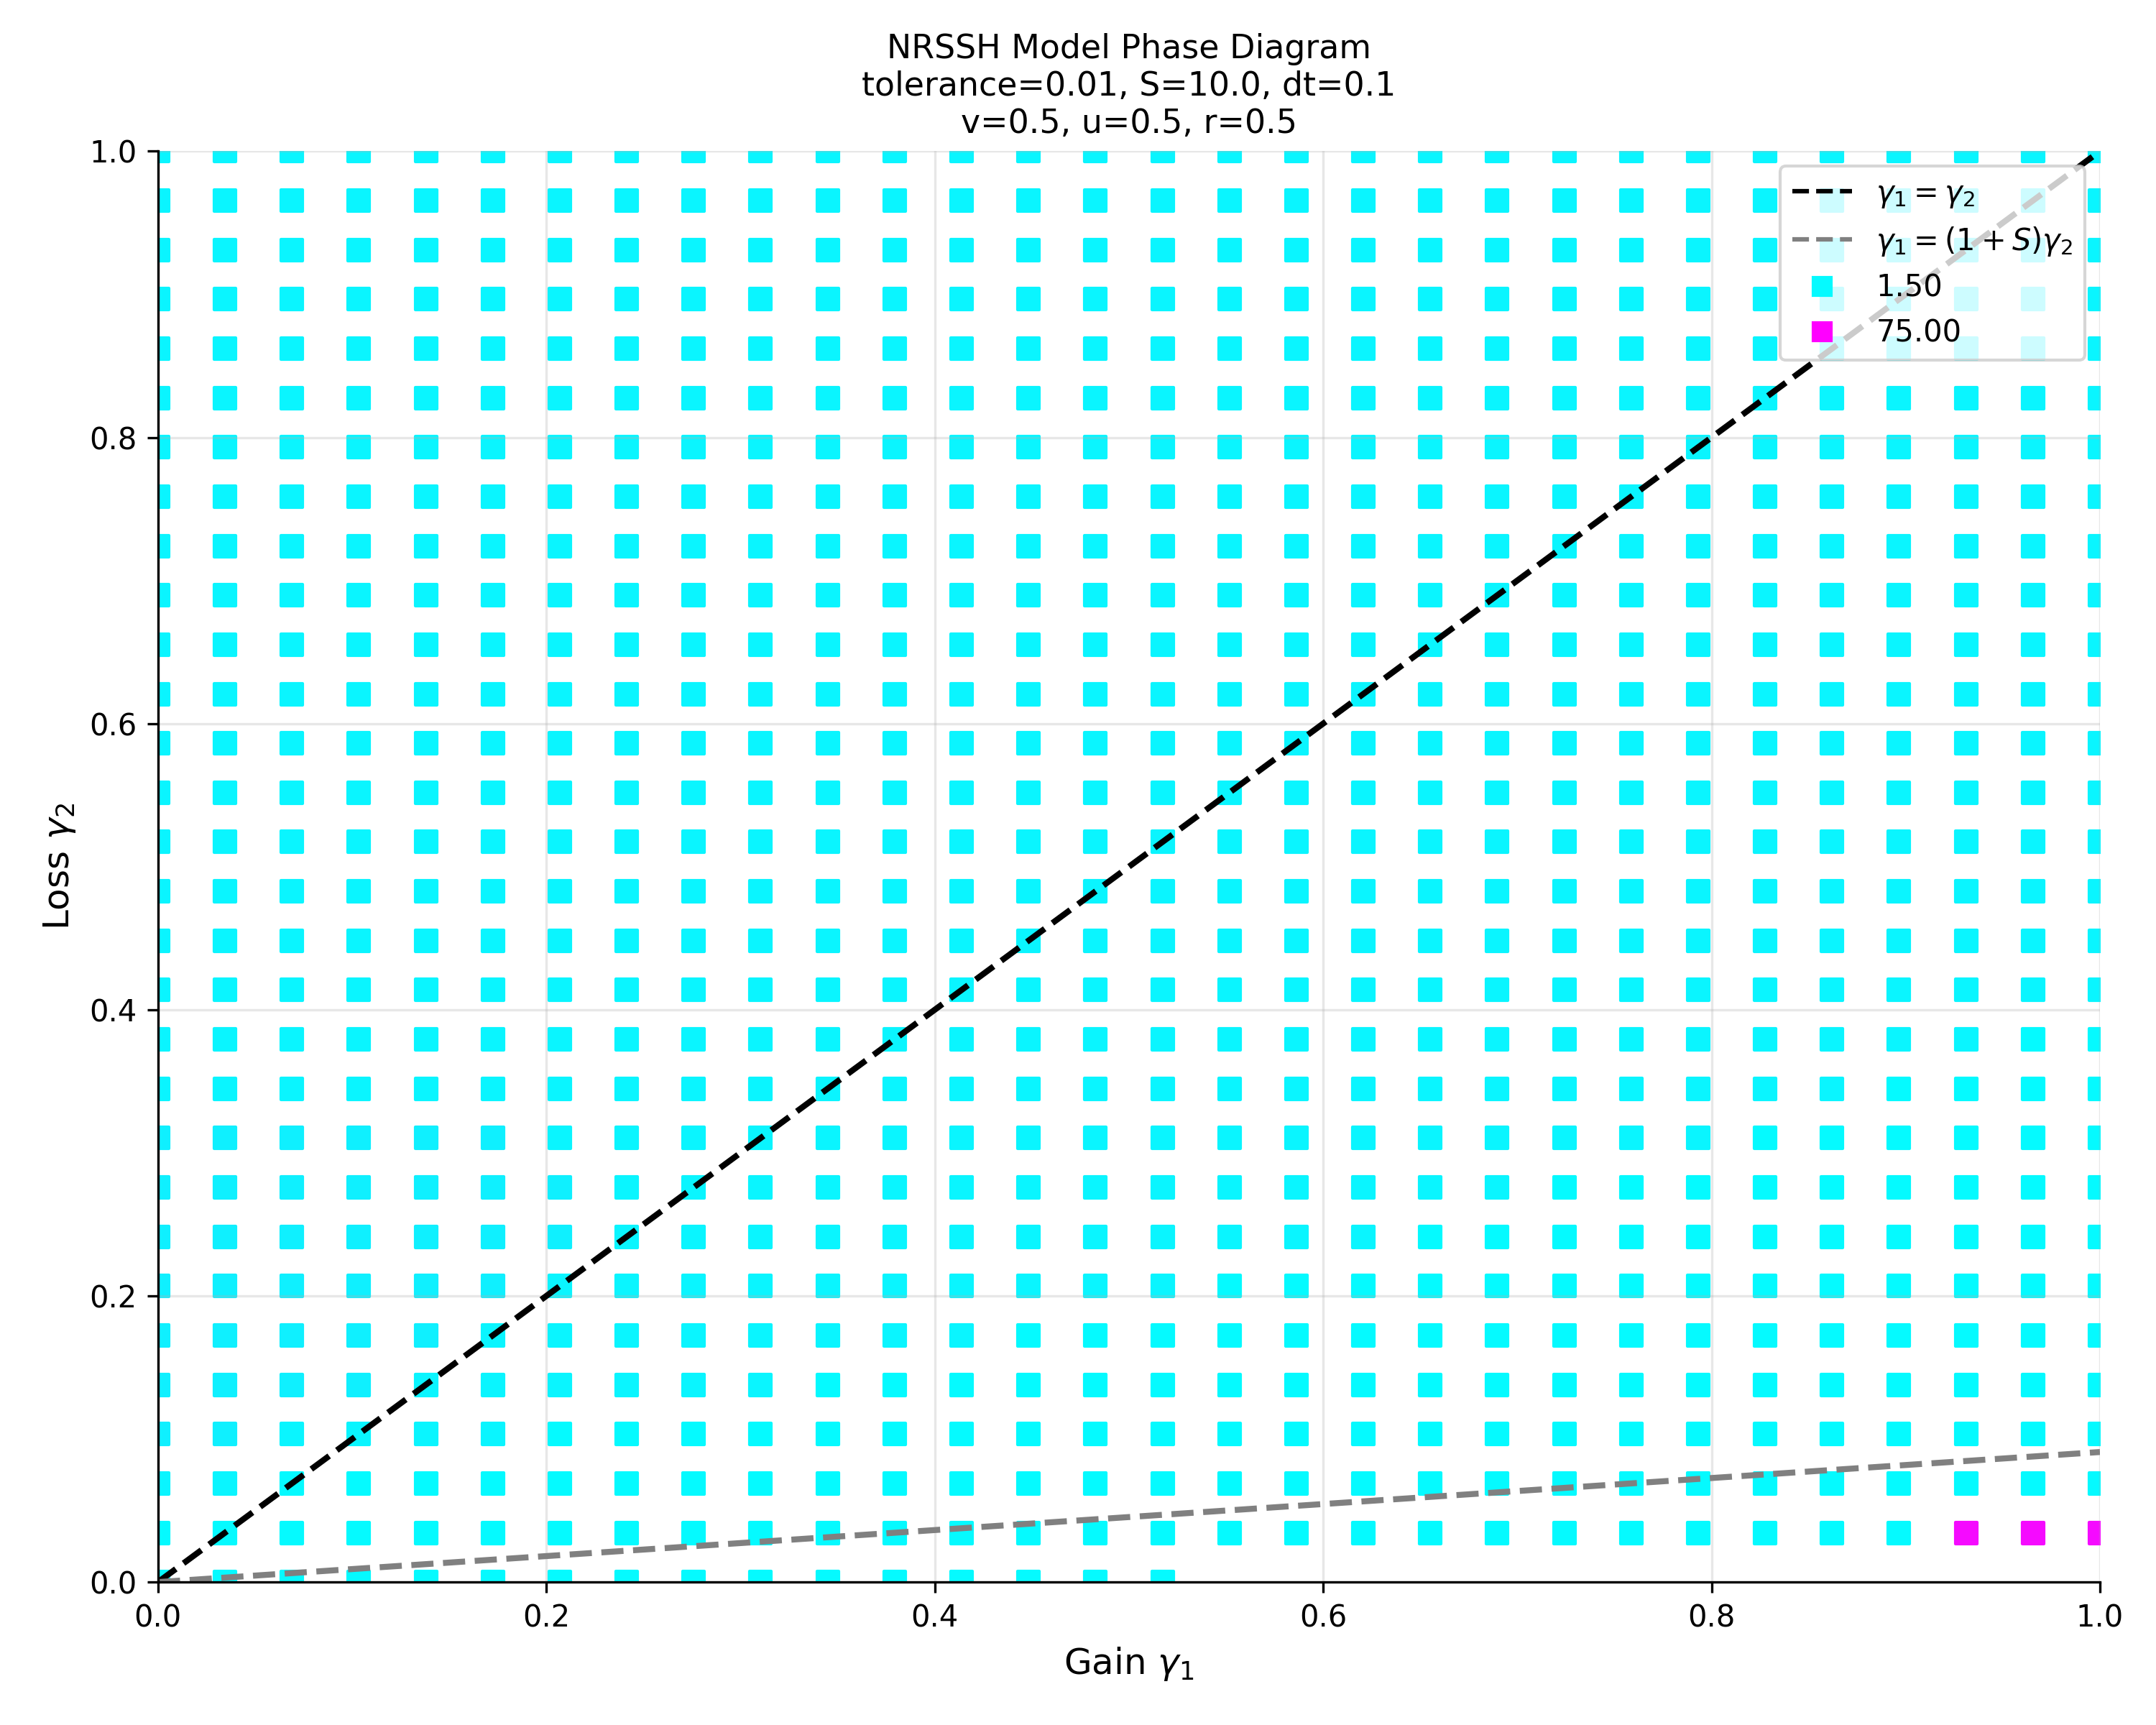 NRSSH Model Phase Diagram
tolerance=0.01, S=10.0, dt=0.1
v=0.5, u=0.5, r=0.5
1.0
0.8
0.6
0.4
0.2
0.0
Loss γ₂
γ₁ = γ₂
γ₁ = (1 + S)γ₂
1.50
75.00
0.0 0.2 0.4 0.6 0.8 1.0
Gain γ₁